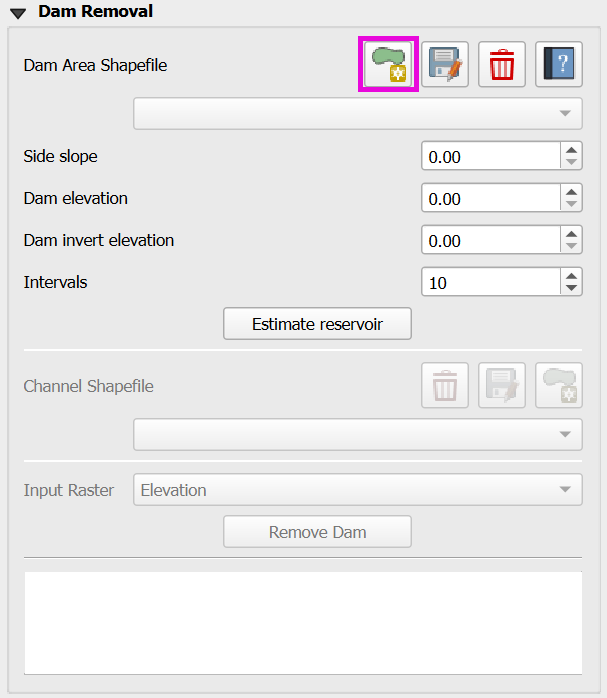 Dam Removal
Dam Area Shapefile
?
Side slope 0.00
Dam elevation 0.00
Dam invert elevation 0.00
Intervals 10
Estimate reservoir
Channel Shapefile
Input Raster Elevation
Remove Dam